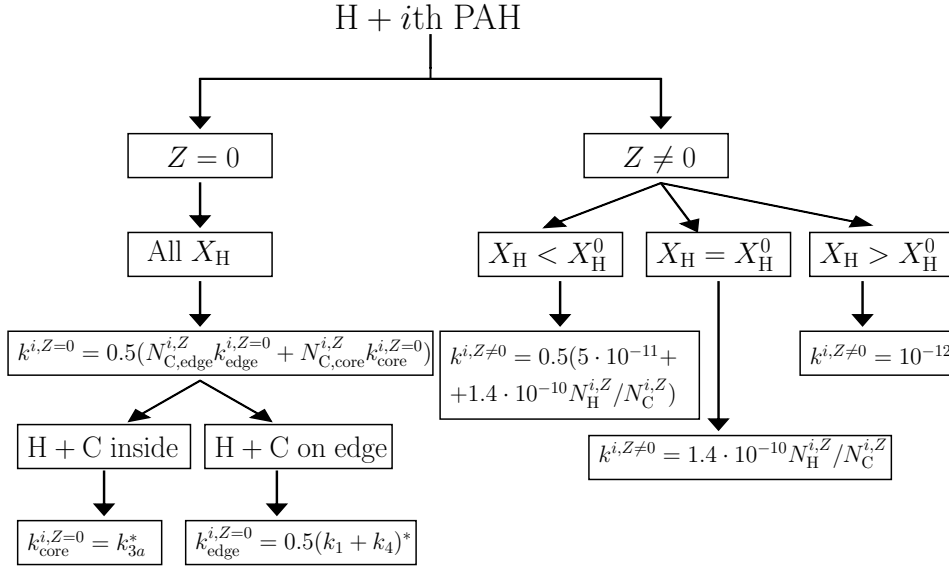 H + ith PAH
Z = 0
Z ≠ 0
All X_H
X_H < X_H^0
X_H = X_H^0
X_H > X_H^0
k^{i,Z=0} = 0.5(N_{C,edge}^{i,Z} k_{edge}^{i,Z=0} + N_{C,core}^{i,Z} k_{core}^{i,Z=0})
k^{i,Z≠0} = 0.5(5 · 10^{-11}+
+1.4 · 10^{-10} N_H^{i,Z}/N_C^{i,Z})
k^{i,Z≠0} = 10^{-12}
H + C inside
H + C on edge
k^{i,Z≠0} = 1.4 · 10^{-10} N_H^{i,Z}/N_C^{i,Z}
k_{core}^{i,Z=0} = k_{3a}^*
k_{edge}^{i,Z=0} = 0.5(k_1 + k_4)^*